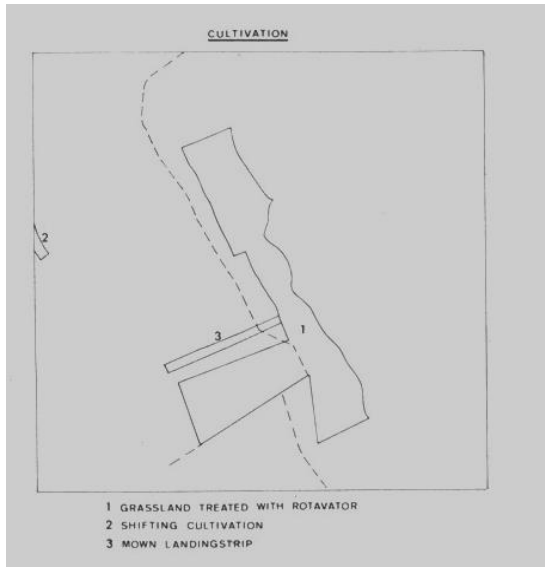 CULTIVATION
2
3
1
1 GRASSLAND TREATED WITH ROTAVATOR
2 SHIFTING CULTIVATION
3 MOWN LANDINGSTRIP